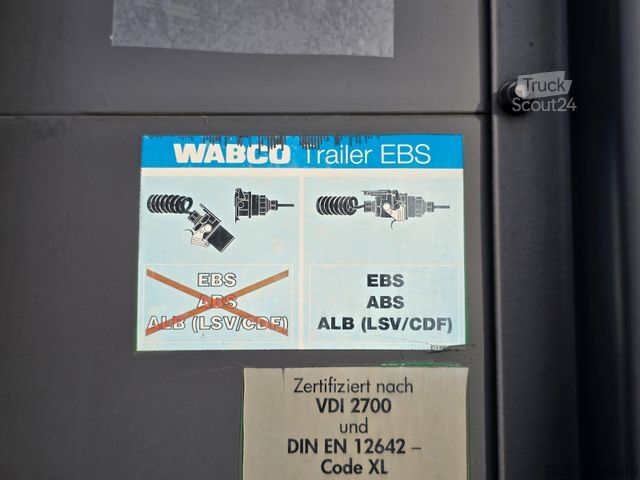 Truck
Scout24
WABCO Trailer EBS
EBS
ABS
ALB (LSV/CDF)
EBS
ABS
ALB (LSV/CDF)
Zertifiziert nach
VDI 2700
und
DIN EN 12642 –
Code XL